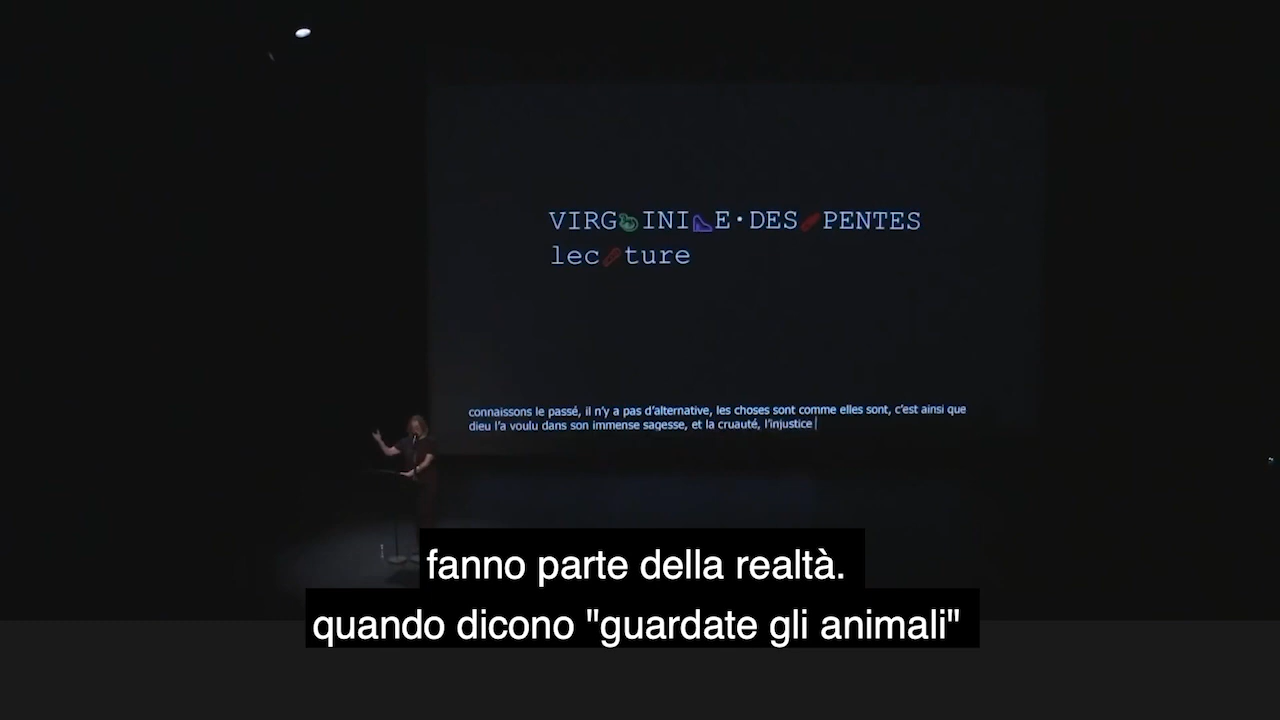 VIRGINIE·DESPENTES
lecture
connaissons le passé, il n'y a pas d'alternative, les choses sont comme elles sont, c'est ainsi que
dieu l'a voulu dans son immense sagesse, et la cruauté, l'injustice
fanno parte della realtà.
quando dicono "guardate gli animali"